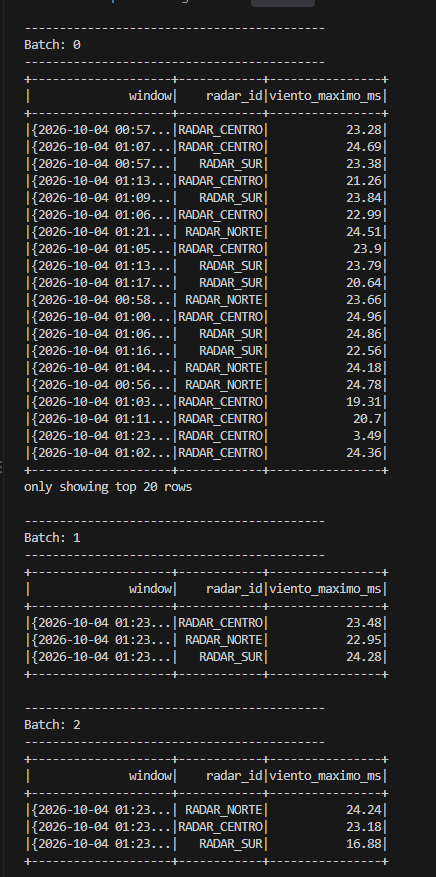 -------------------------------------------
Batch: 0
-------------------------------------------
+--------------------+------------+----------------+
|              window|    radar_id|viento_maximo_ms|
+--------------------+------------+----------------+
|{2026-10-04 00:57...|RADAR_CENTRO|           23.28|
|{2026-10-04 01:07...|RADAR_CENTRO|           24.69|
|{2026-10-04 00:57...|   RADAR_SUR|           23.38|
|{2026-10-04 01:13...|RADAR_CENTRO|           21.26|
|{2026-10-04 01:09...|   RADAR_SUR|           23.84|
|{2026-10-04 01:06...|RADAR_CENTRO|           22.99|
|{2026-10-04 01:21...| RADAR_NORTE|           24.51|
|{2026-10-04 01:05...|RADAR_CENTRO|            23.9|
|{2026-10-04 01:13...|   RADAR_SUR|           23.79|
|{2026-10-04 01:17...|   RADAR_SUR|           20.64|
|{2026-10-04 00:58...| RADAR_NORTE|           23.66|
|{2026-10-04 01:00...|RADAR_CENTRO|           24.96|
|{2026-10-04 01:06...|   RADAR_SUR|           24.86|
|{2026-10-04 01:16...|   RADAR_SUR|           22.56|
|{2026-10-04 01:04...| RADAR_NORTE|           24.18|
|{2026-10-04 00:56...| RADAR_NORTE|           24.78|
|{2026-10-04 01:03...|RADAR_CENTRO|           19.31|
|{2026-10-04 01:11...|RADAR_CENTRO|            20.7|
|{2026-10-04 01:23...|RADAR_CENTRO|            3.49|
|{2026-10-04 01:02...|RADAR_CENTRO|           24.36|
+--------------------+------------+----------------+
only showing top 20 rows
-------------------------------------------
Batch: 1
-------------------------------------------
+--------------------+------------+----------------+
|              window|    radar_id|viento_maximo_ms|
+--------------------+------------+----------------+
|{2026-10-04 01:23...|RADAR_CENTRO|           23.48|
|{2026-10-04 01:23...| RADAR_NORTE|           22.95|
|{2026-10-04 01:23...|   RADAR_SUR|           24.28|
+--------------------+------------+----------------+
-------------------------------------------
Batch: 2
-------------------------------------------
+--------------------+------------+----------------+
|              window|    radar_id|viento_maximo_ms|
+--------------------+------------+----------------+
|{2026-10-04 01:23...| RADAR_NORTE|           24.24|
|{2026-10-04 01:23...|RADAR_CENTRO|           23.18|
|{2026-10-04 01:23...|   RADAR_SUR|           16.88|
+--------------------+------------+----------------+